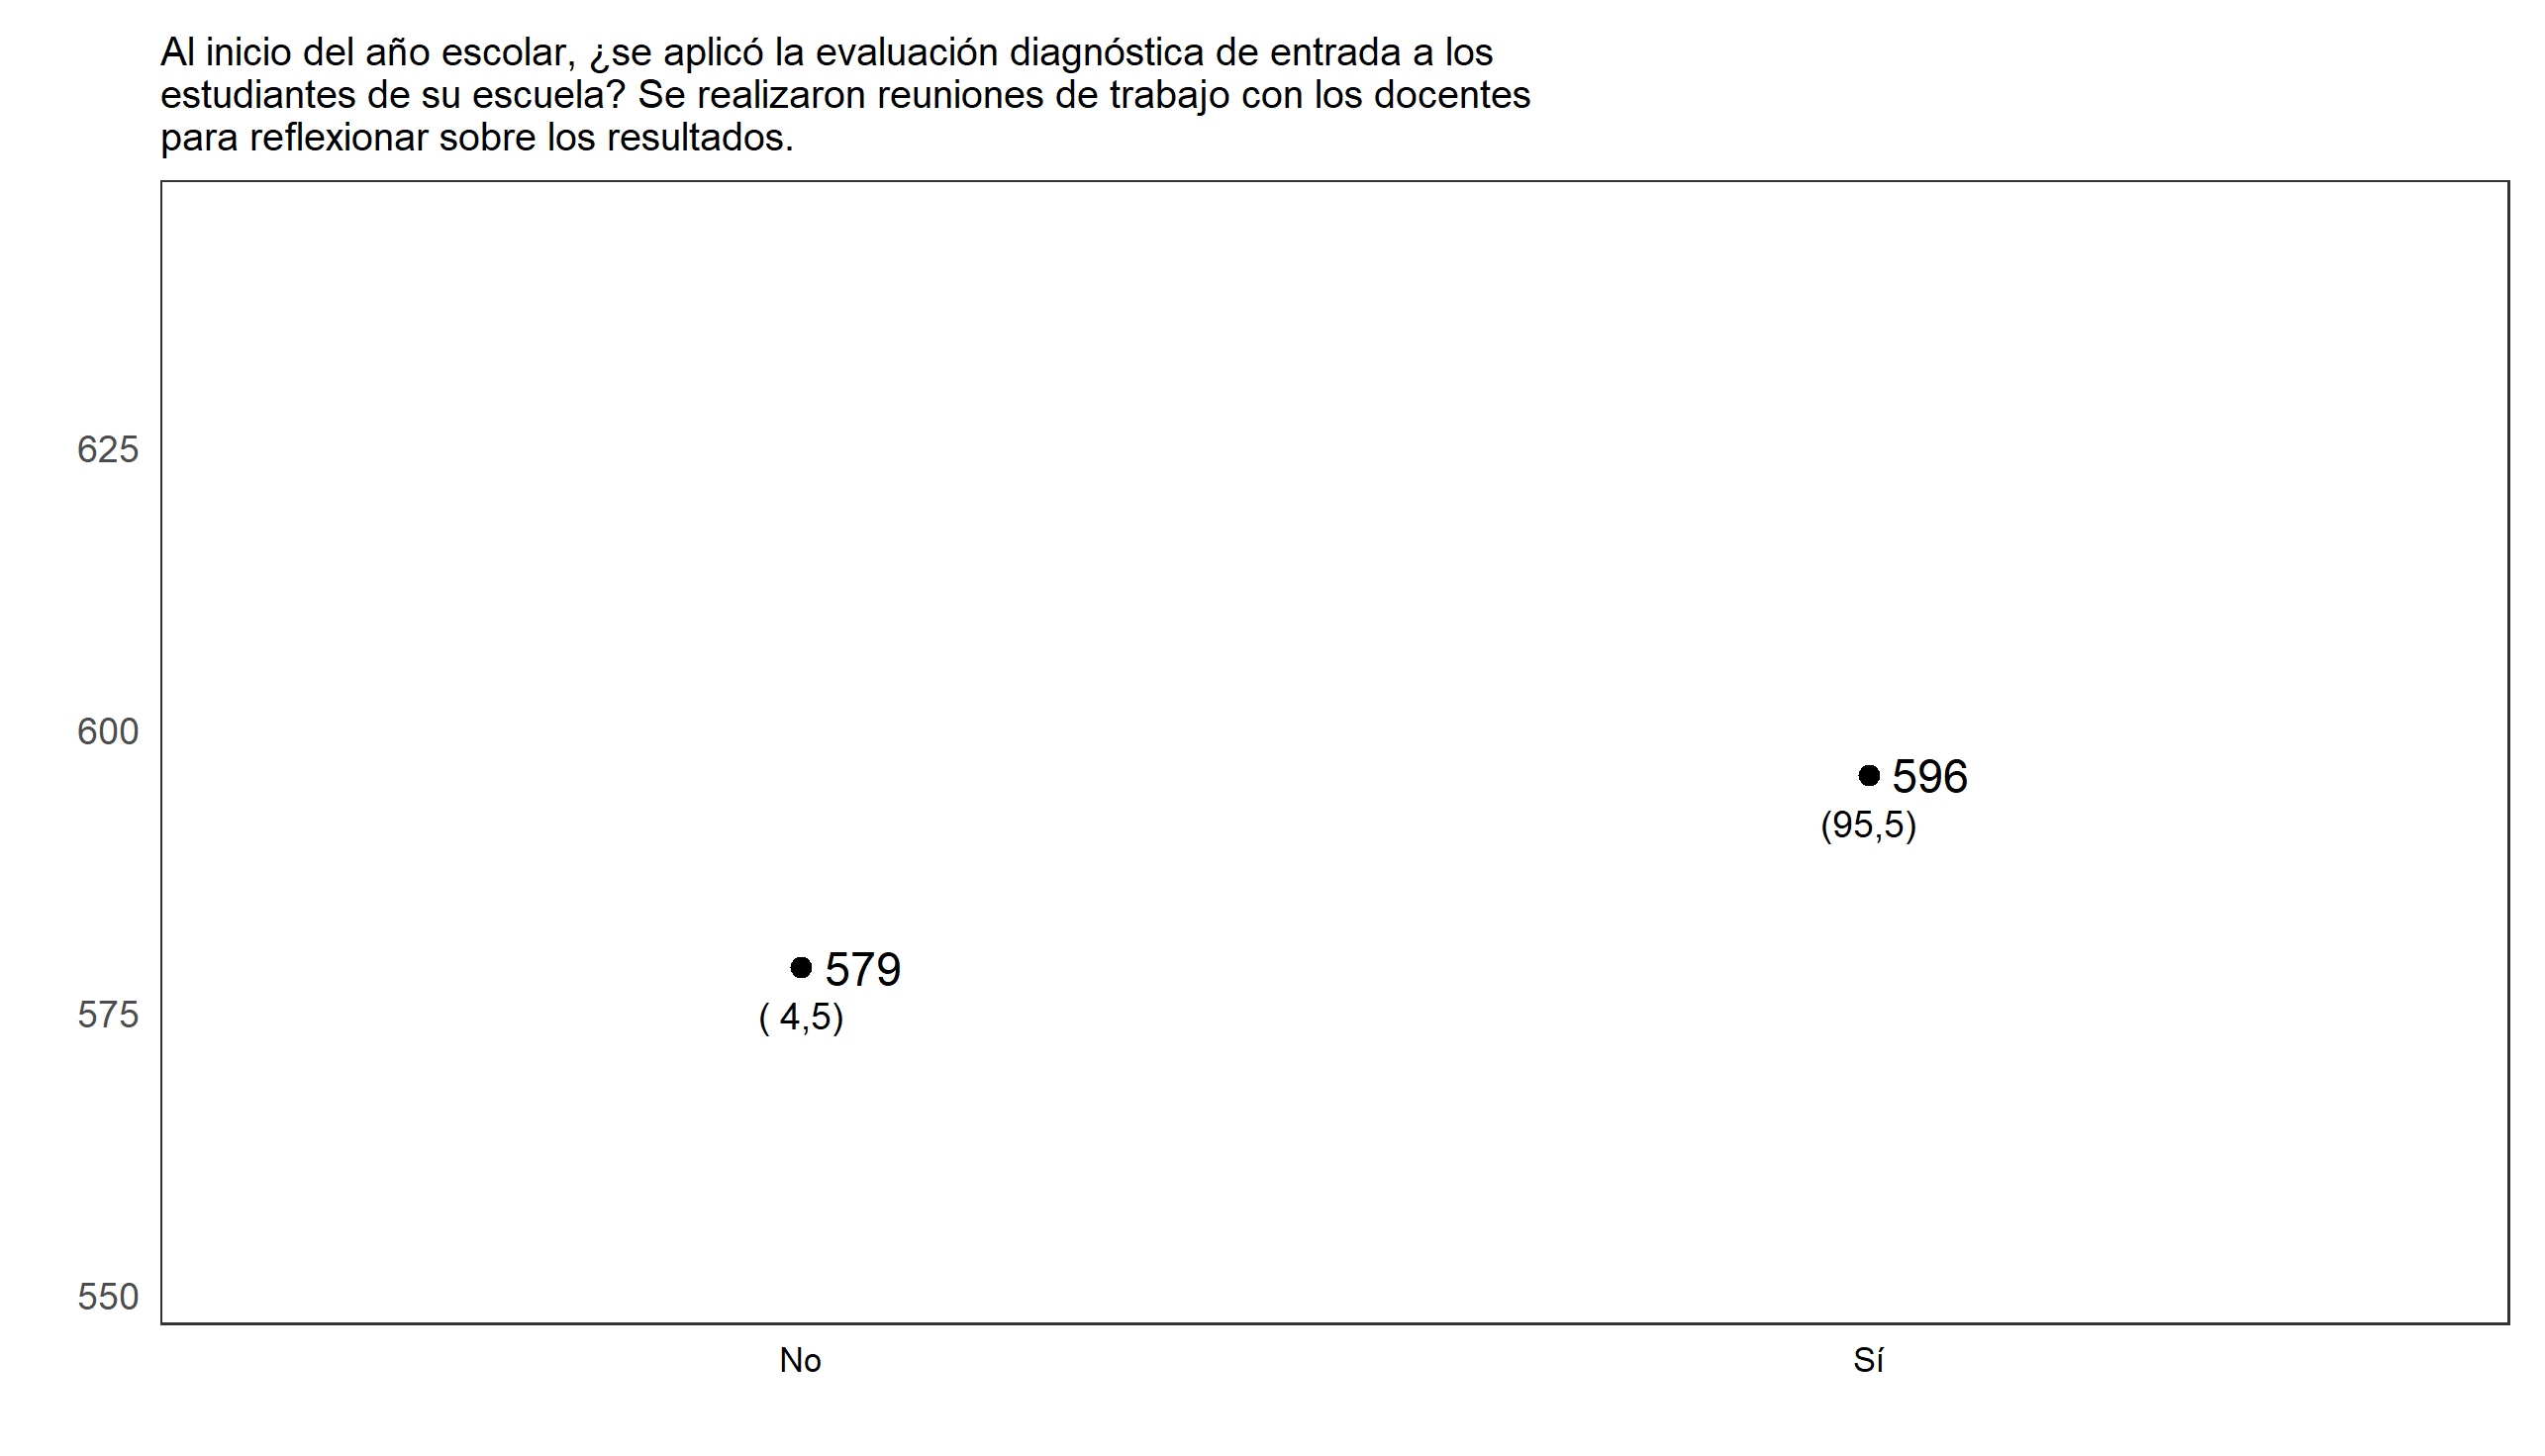 Al inicio del año escolar, ¿se aplicó la evaluación diagnóstica de entrada a los
estudiantes de su escuela? Se realizaron reuniones de trabajo con los docentes
para reflexionar sobre los resultados.
625
600
596
(95,5)
579
( 4,5)
575
550
No
Sí